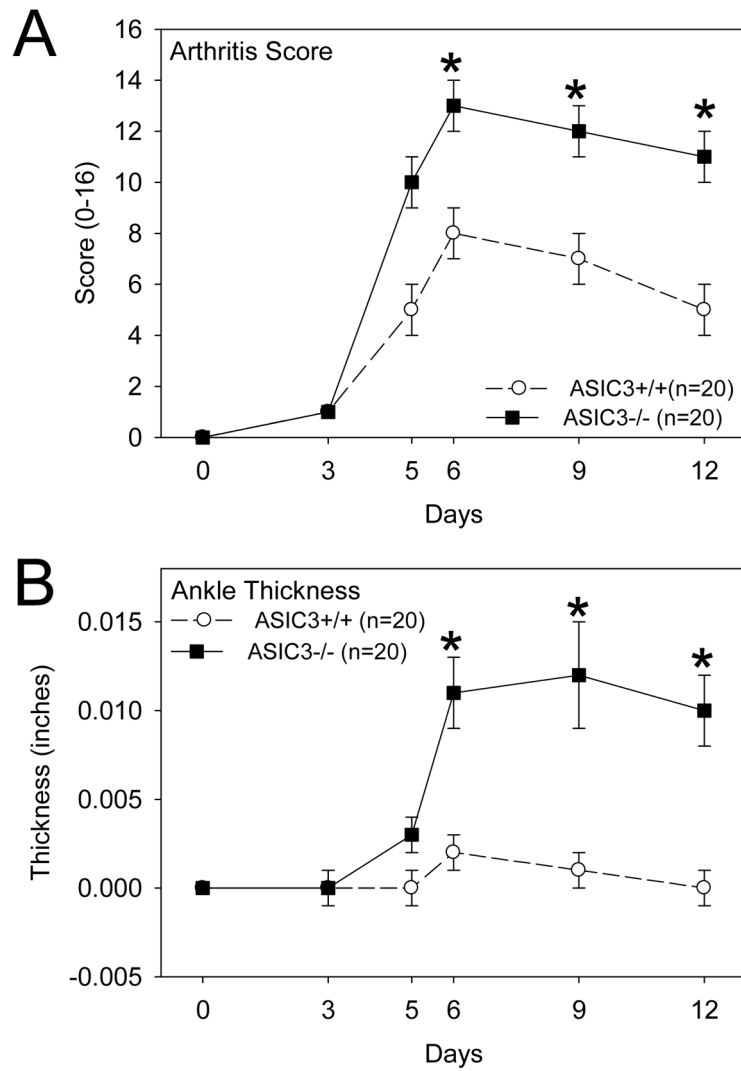 A
Arthritis Score
Score (0-16)
16
14
12
10
8
6
4
2
0
*
*
*
ASIC3+/+(n=20)
ASIC3-/- (n=20)
0 3 5 6 9 12
Days
B
Ankle Thickness
ASIC3+/+ (n=20)
ASIC3-/- (n=20)
Thickness (inches)
0.015
0.010
0.005
0.000
-0.005
*
*
*
0 3 5 6 9 12
Days